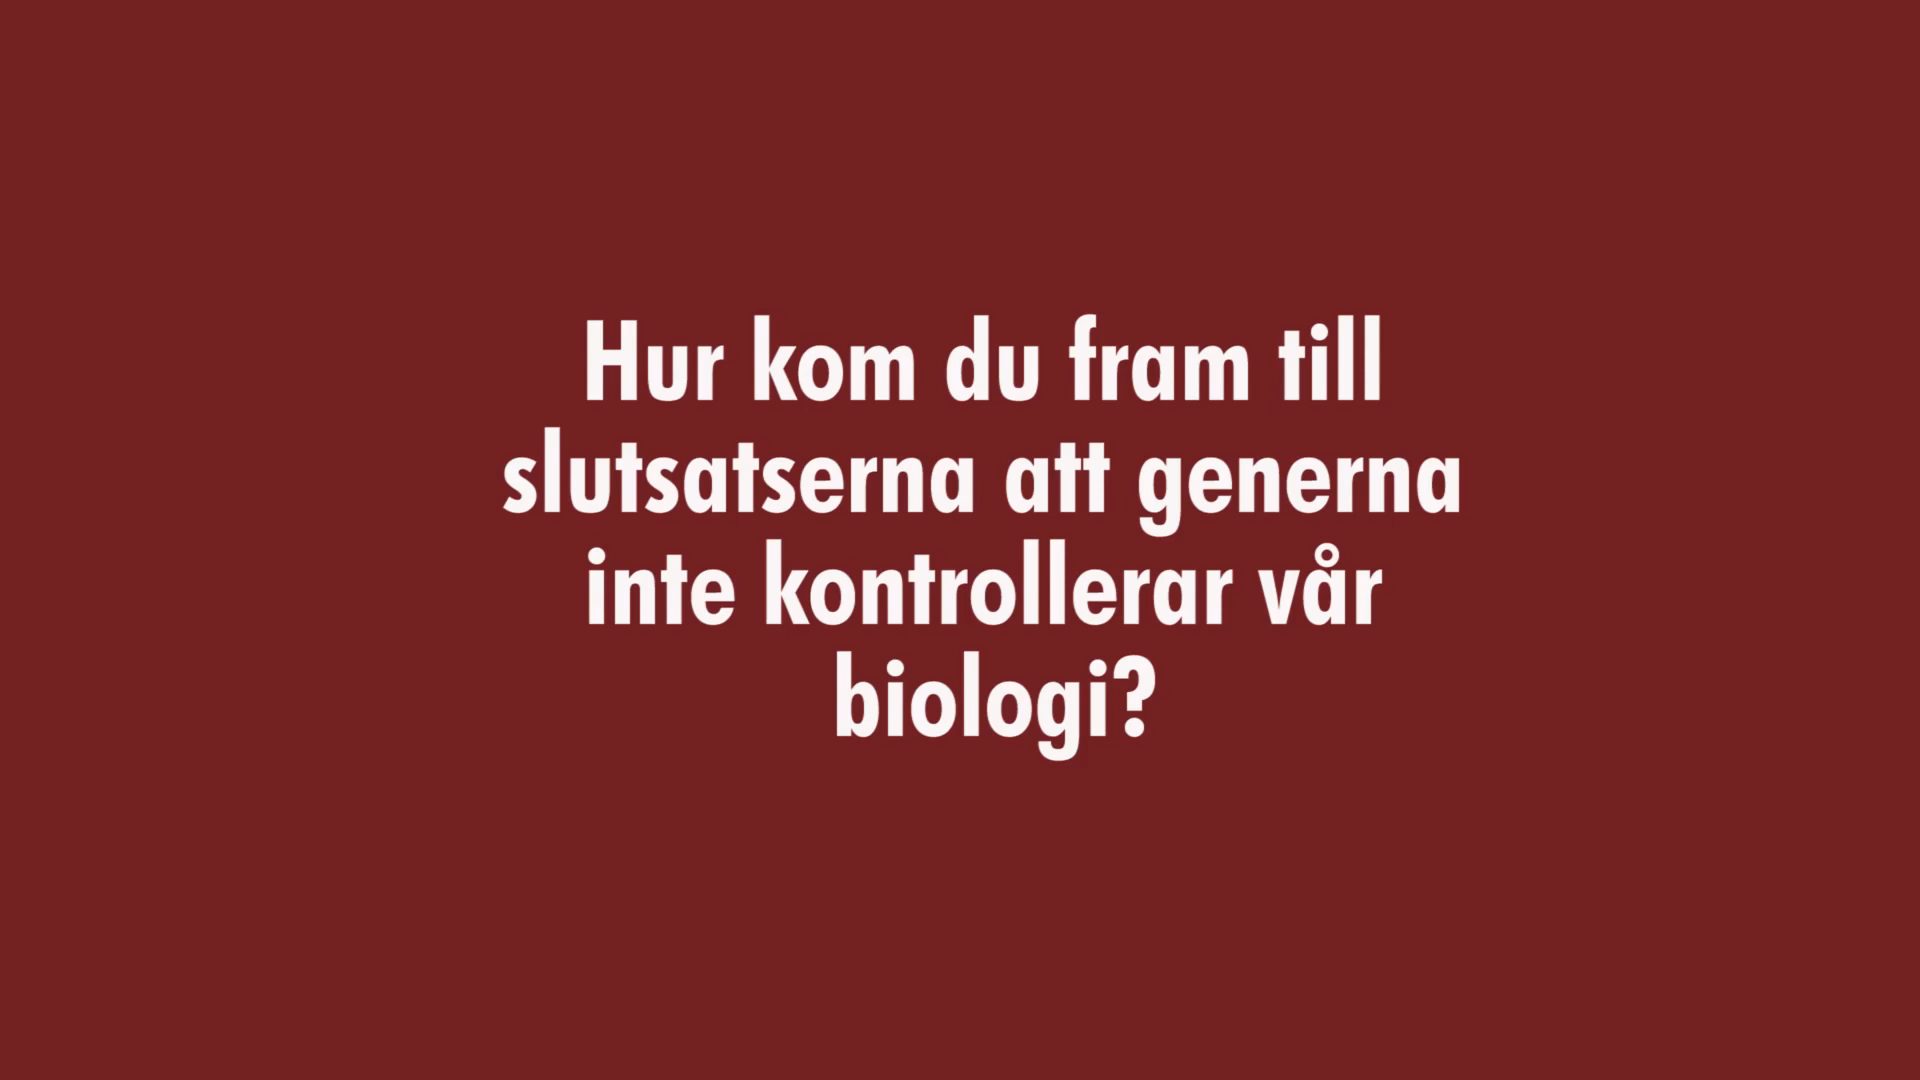 Hur kom du fram till
slutsatserna att generna
inte kontrollerar vår
biologi?